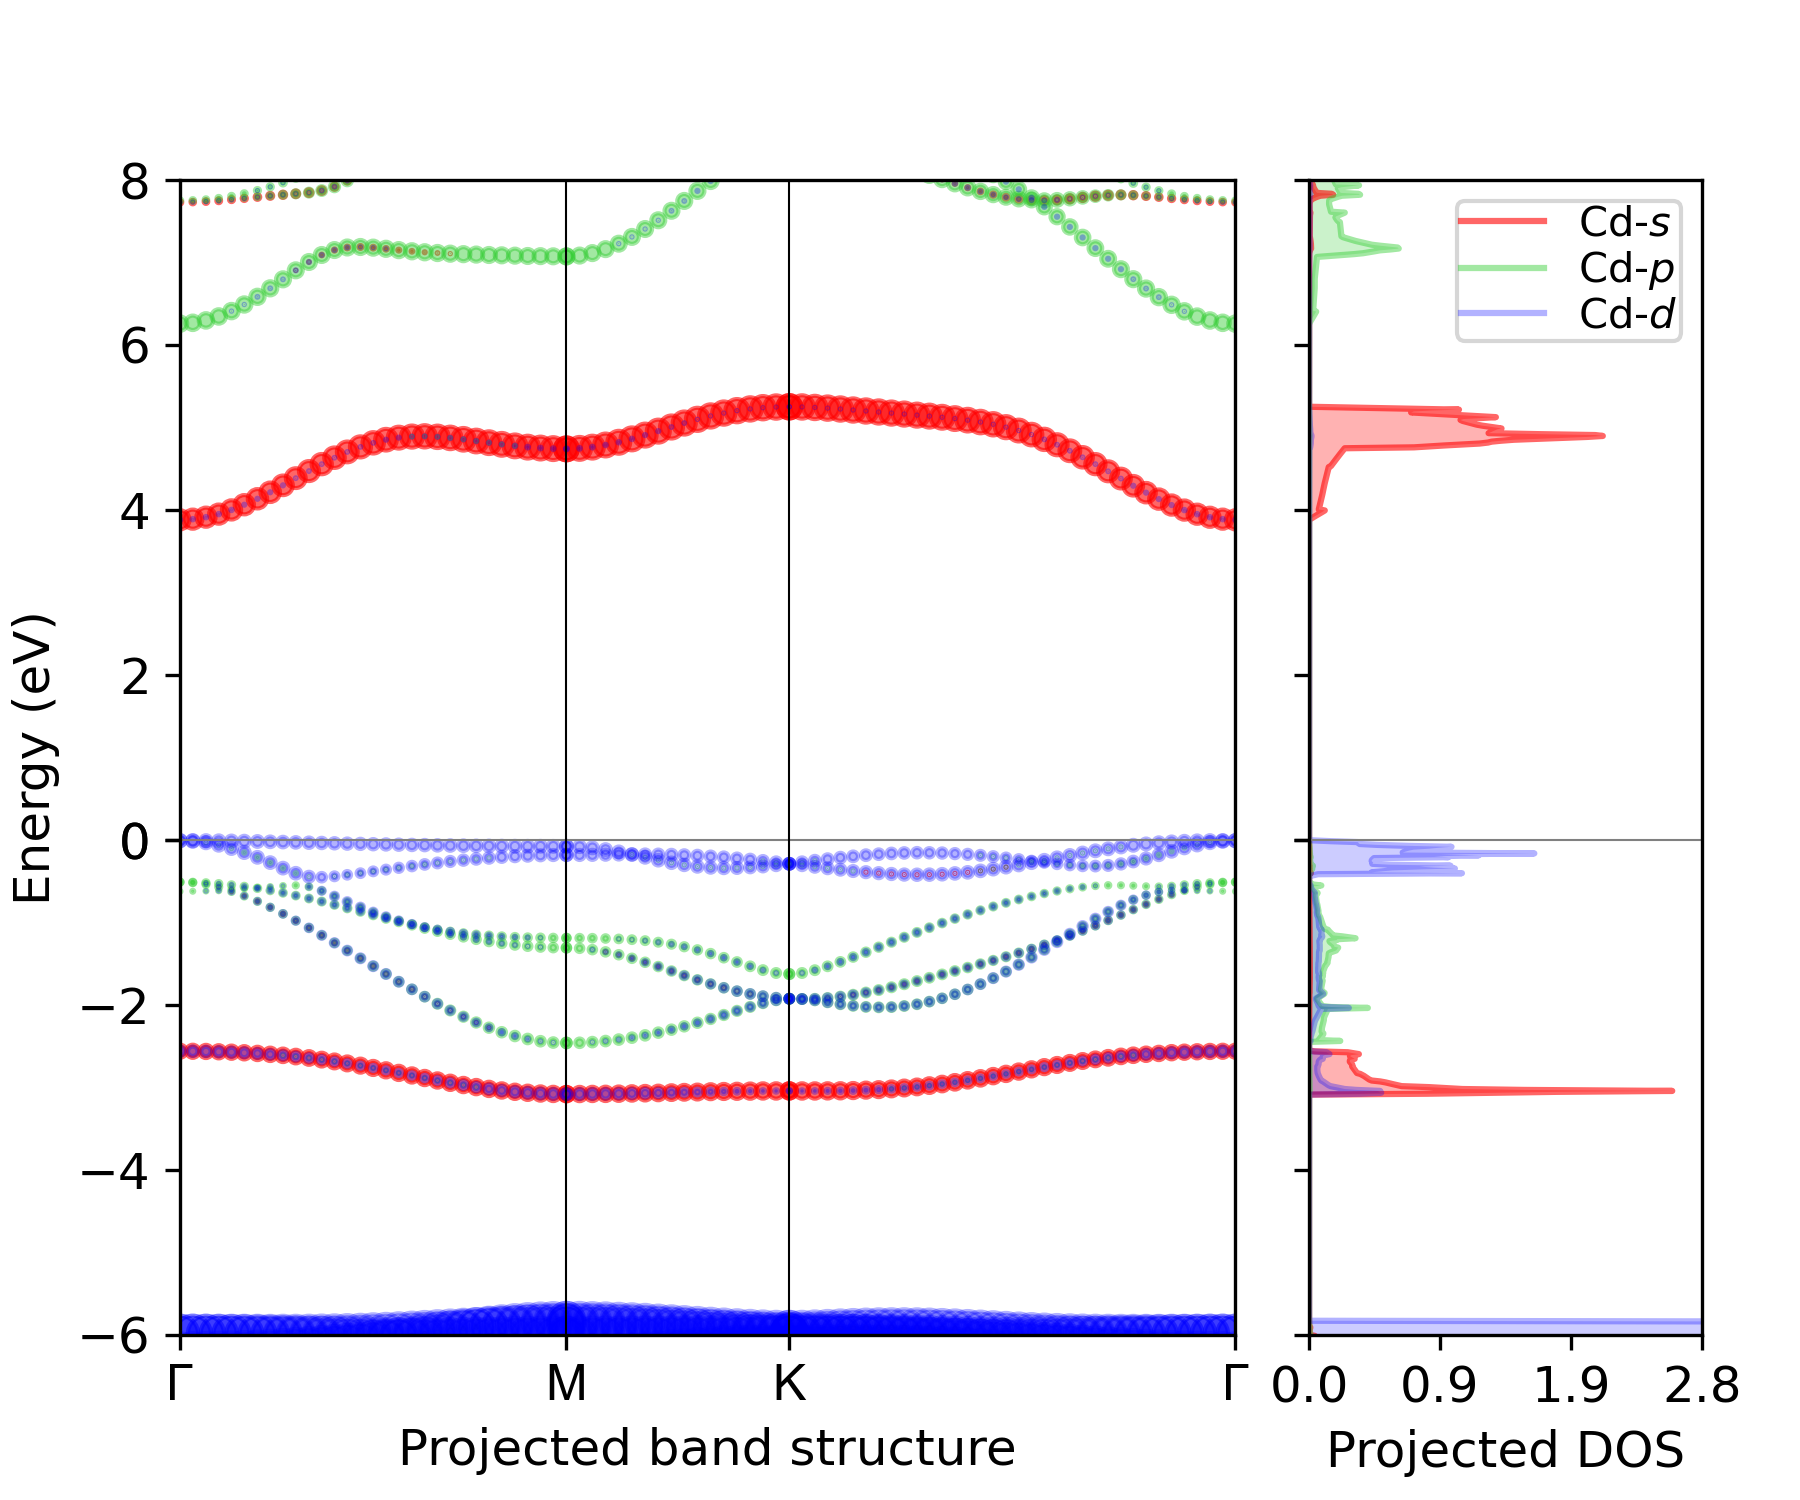 8
6
4
2
0
−2
−4
−6
Energy (eV)
Γ M K Γ
Projected band structure
Cd-s
Cd-p
Cd-d
0.0 0.9 1.9 2.8
Projected DOS